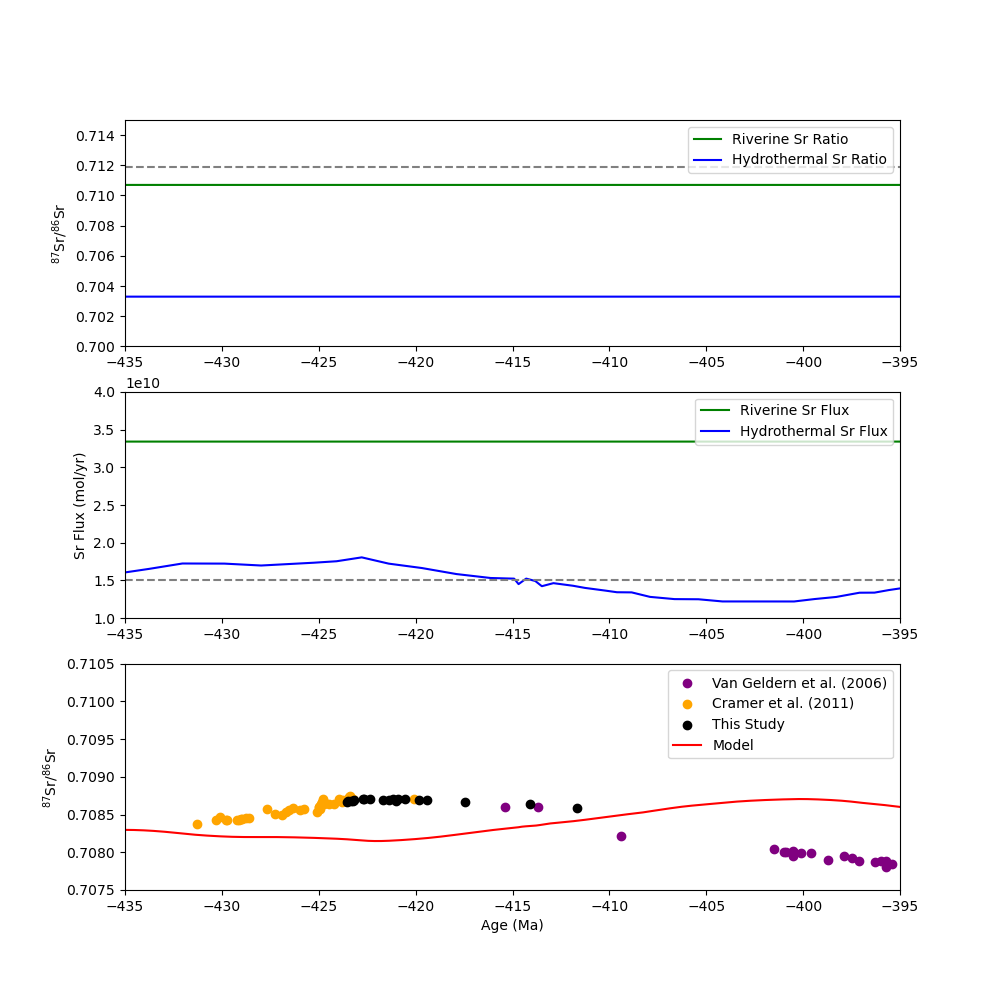 0.714
0.712
0.710
0.708
0.706
0.704
0.702
0.700
87Sr/86Sr
Riverine Sr Ratio
Hydrothermal Sr Ratio
−435 −430 −425 −420 −415 −410 −405 −400 −395
1e10
4.0
3.5
3.0
2.5
2.0
1.5
1.0
Sr Flux (mol/yr)
Riverine Sr Flux
Hydrothermal Sr Flux
−435 −430 −425 −420 −415 −410 −405 −400 −395
0.7105
0.7100
0.7095
0.7090
0.7085
0.7080
0.7075
87Sr/86Sr
Van Geldern et al. (2006)
Cramer et al. (2011)
This Study
Model
−435 −430 −425 −420 −415 −410 −405 −400 −395
Age (Ma)